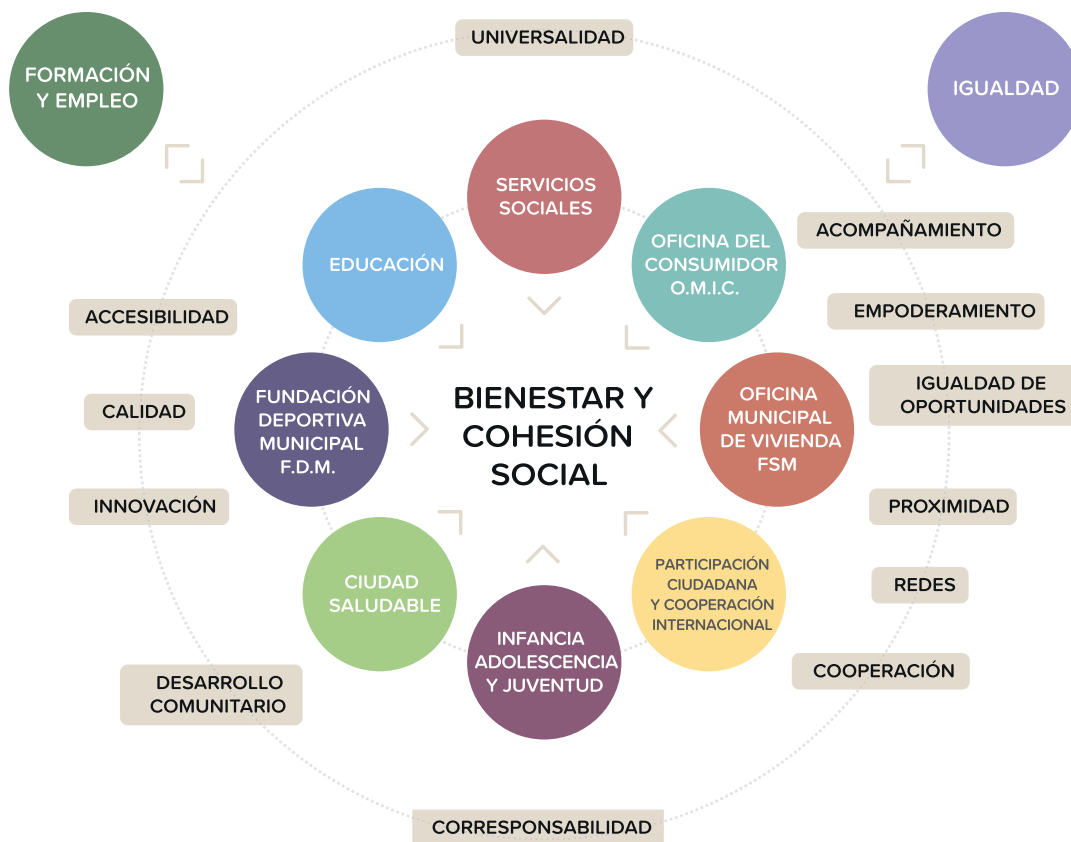 UNIVERSALIDAD
FORMACIÓN
Y EMPLEO
IGUALDAD
SERVICIOS
SOCIALES
EDUCACIÓN
OFICINA DEL
CONSUMIDOR
O.M.I.C.
ACOMPAÑAMIENTO
ACCESIBILIDAD
EMPODERAMIENTO
FUNDACIÓN
DEPORTIVA
MUNICIPAL
F.D.M.
BIENESTAR Y
COHESIÓN
SOCIAL
OFICINA
MUNICIPAL
DE VIVIENDA
FSM
IGUALDAD DE
OPORTUNIDADES
CALIDAD
INNOVACIÓN
PROXIMIDAD
CIUDAD
SALUDABLE
PARTICIPACIÓN
CIUDADANA
Y COOPERACIÓN
INTERNACIONAL
REDES
INFANCIA
ADOLESCENCIA
Y JUVENTUD
COOPERACIÓN
DESARROLLO
COMUNITARIO
CORRESPONSABILIDAD